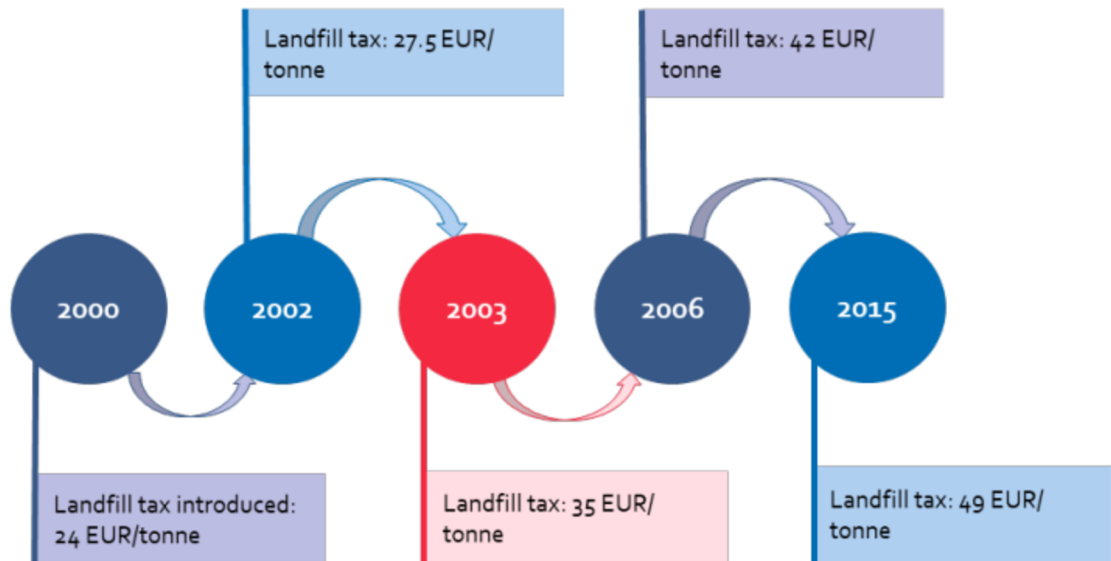 Landfill tax: 27.5 EUR/
tonne
Landfill tax: 42 EUR/
tonne
2000
2002
2003
2006
2015
Landfill tax introduced:
24 EUR/tonne
Landfill tax: 35 EUR/
tonne
Landfill tax: 49 EUR/
tonne